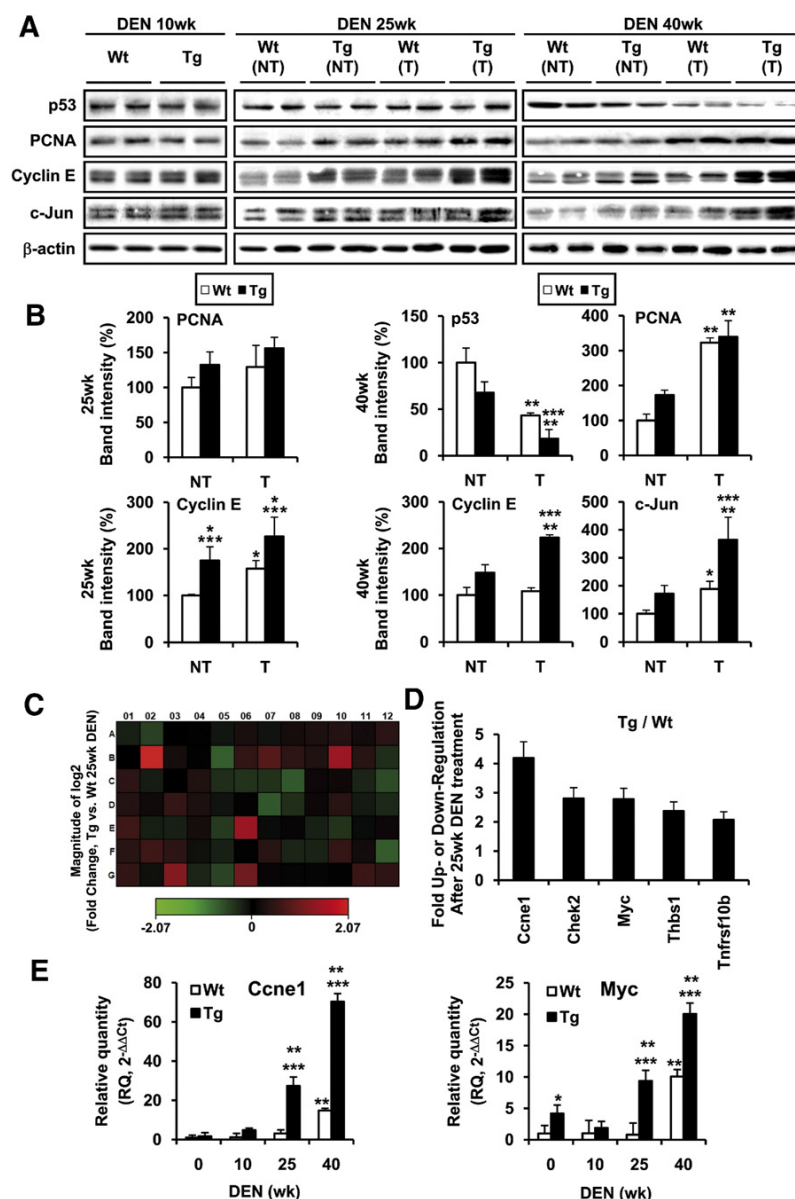 A
DEN 10wk DEN 25wk DEN 40wk
Wt Tg Wt (NT) Tg (NT) Wt (T) Tg (T) Wt (NT) Tg (NT) Wt (T) Tg (T)
p53
PCNA
Cyclin E
c-Jun
β-actin
Wt Tg
Wt Tg
B
PCNA
25wk
Band intensity (%)
200
150
100
50
0
NT T
p53
40wk
Band intensity (%)
150
100
50
0
** *** **
NT T
PCNA
400
300
200
100
0
** **
NT T
Cyclin E
25wk
Band intensity (%)
300
200
100
0
* *** * * ***
NT T
Cyclin E
40wk
Band intensity (%)
300
200
100
0
*** **
NT T
c-Jun
500
400
300
200
100
0
* *** **
NT T
C
01 02 03 04 05 06 07 08 09 10 11 12
A
B
C
D
E
F
G
Magnitude of log2
(Fold Change, Tg vs. Wt 25wk DEN)
-2.07 0 2.07
D
Tg / Wt
Fold Up- or Down-Regulation
After 25wk DEN treatment
6
5
4
3
2
1
0
Ccne1 Chek2 Myc Thbs1 Tnfrsf10b
E
Ccne1
Wt
Tg
Relative quantity
(RQ, 2-ΔΔCt)
80
60
40
20
0
** *** ** ** ***
0 10 25 40
DEN (wk)
Myc
Wt
Tg
Relative quantity
(RQ, 2-ΔΔCt)
25
20
15
10
5
0
* ** *** ** ** ***
0 10 25 40
DEN (wk)